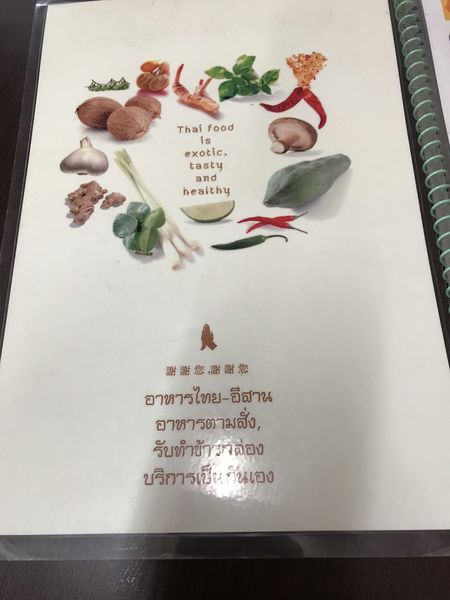 Thai food
is
exotic,
tasty
and
healthy
謝謝您,謝謝您
อาหารไทย-อีสาน
อาหารตามสั่ง,
รับทำข้าวกล่อง
บริการเป็นกันเอง